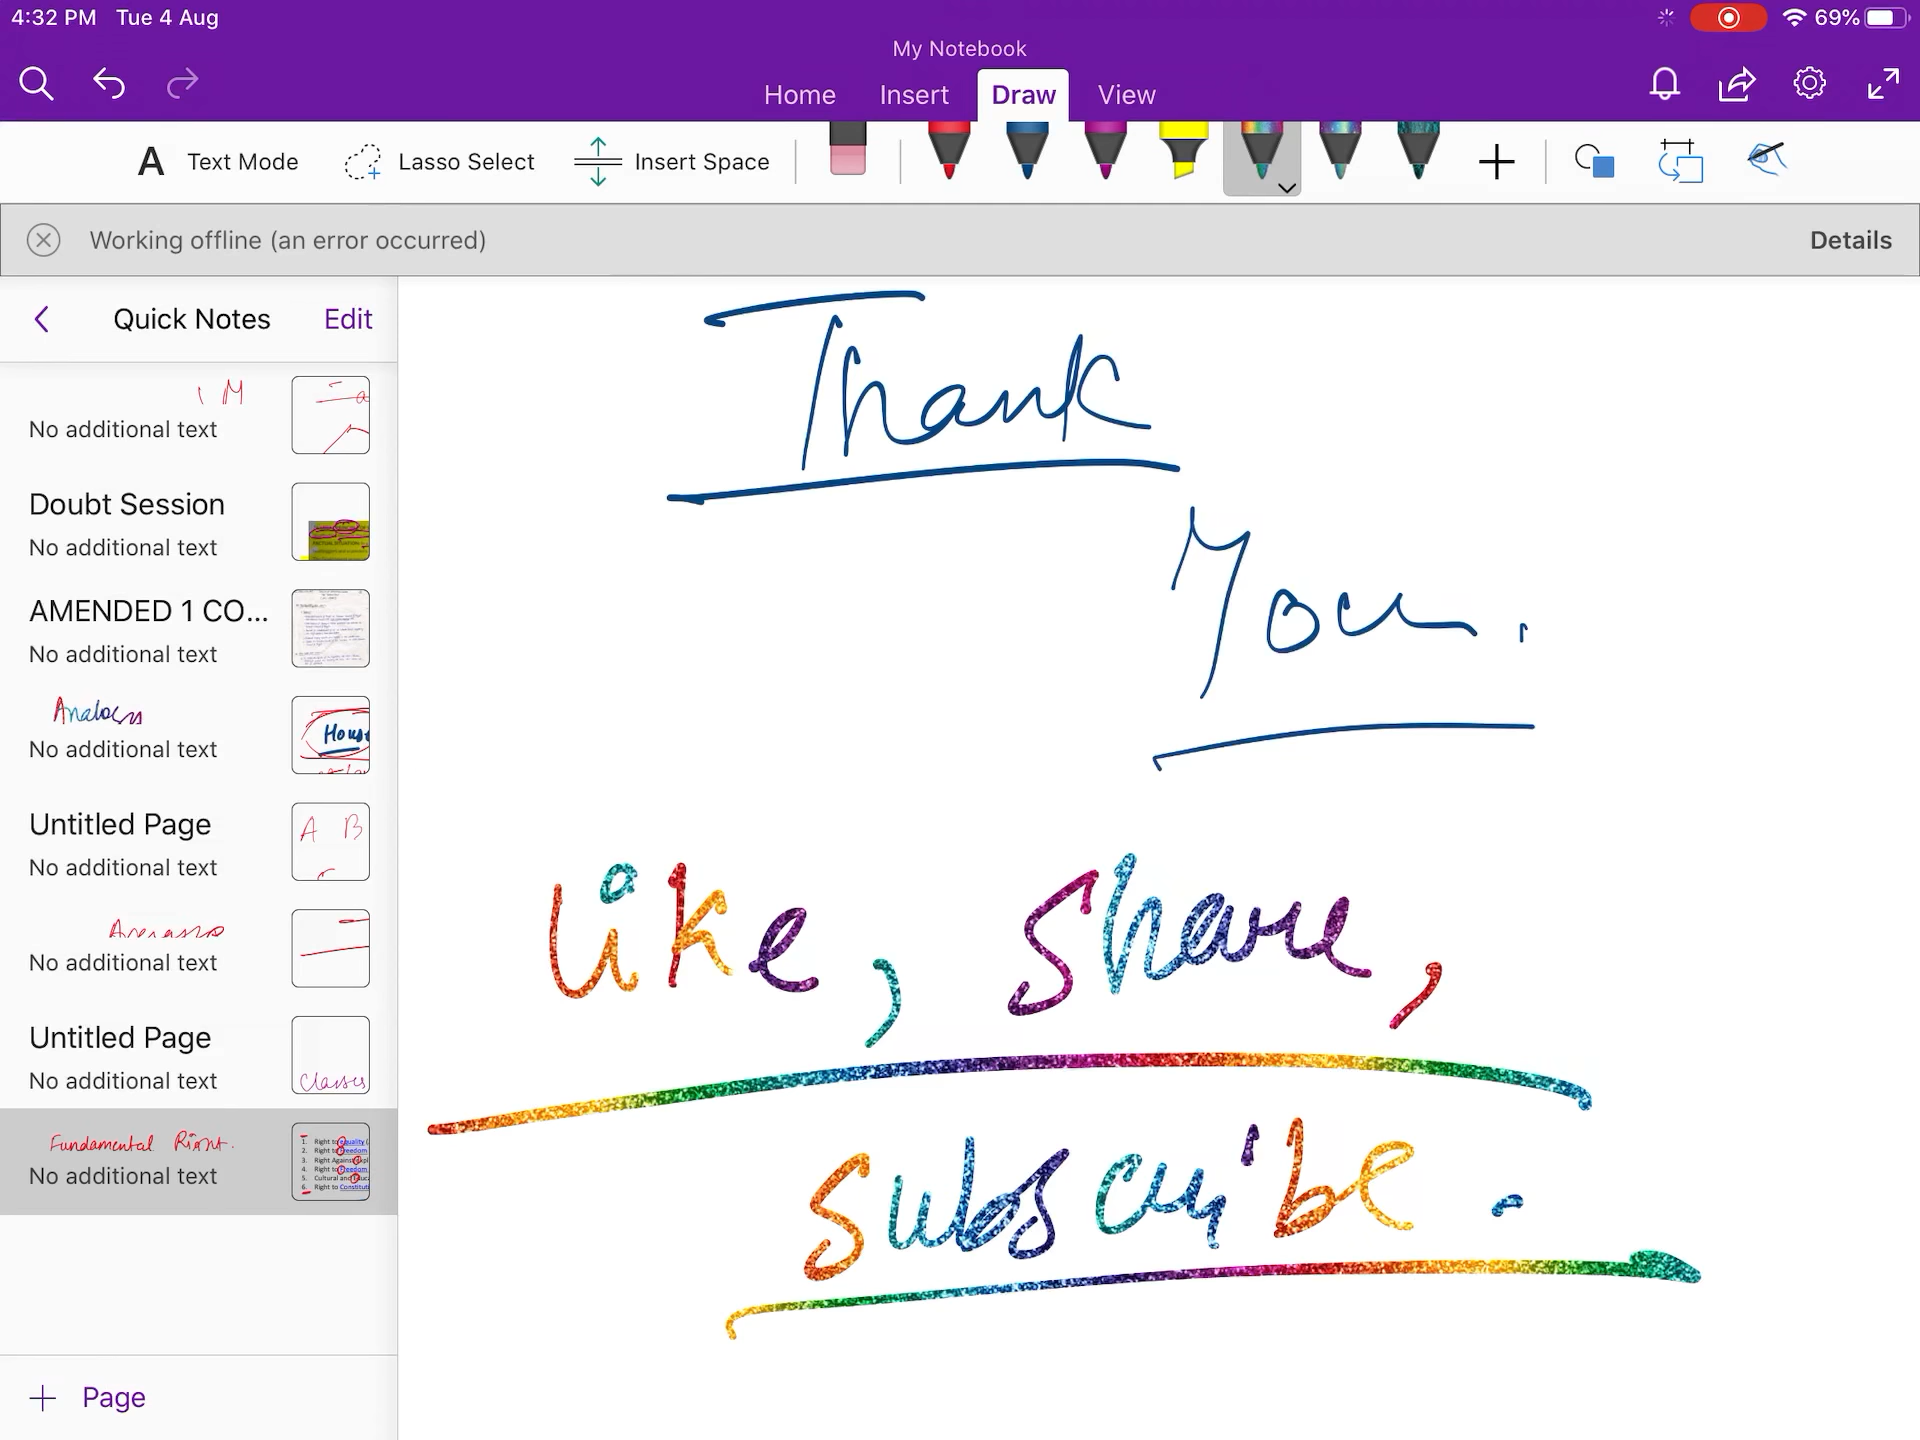 4:32 PM Tue 4 Aug
69%
My Notebook
Home Insert Draw View
A Text Mode Lasso Select Insert Space
Working offline (an error occurred) Details
Quick Notes Edit
No additional text
Doubt Session
No additional text
AMENDED 1 CO...
No additional text
No additional text
Untitled Page
A B
No additional text
No additional text
Untitled Page
No additional text
Classes
Fundamental Right.
No additional text
Page
Thank
You.
Like, Share,
Subscribe.